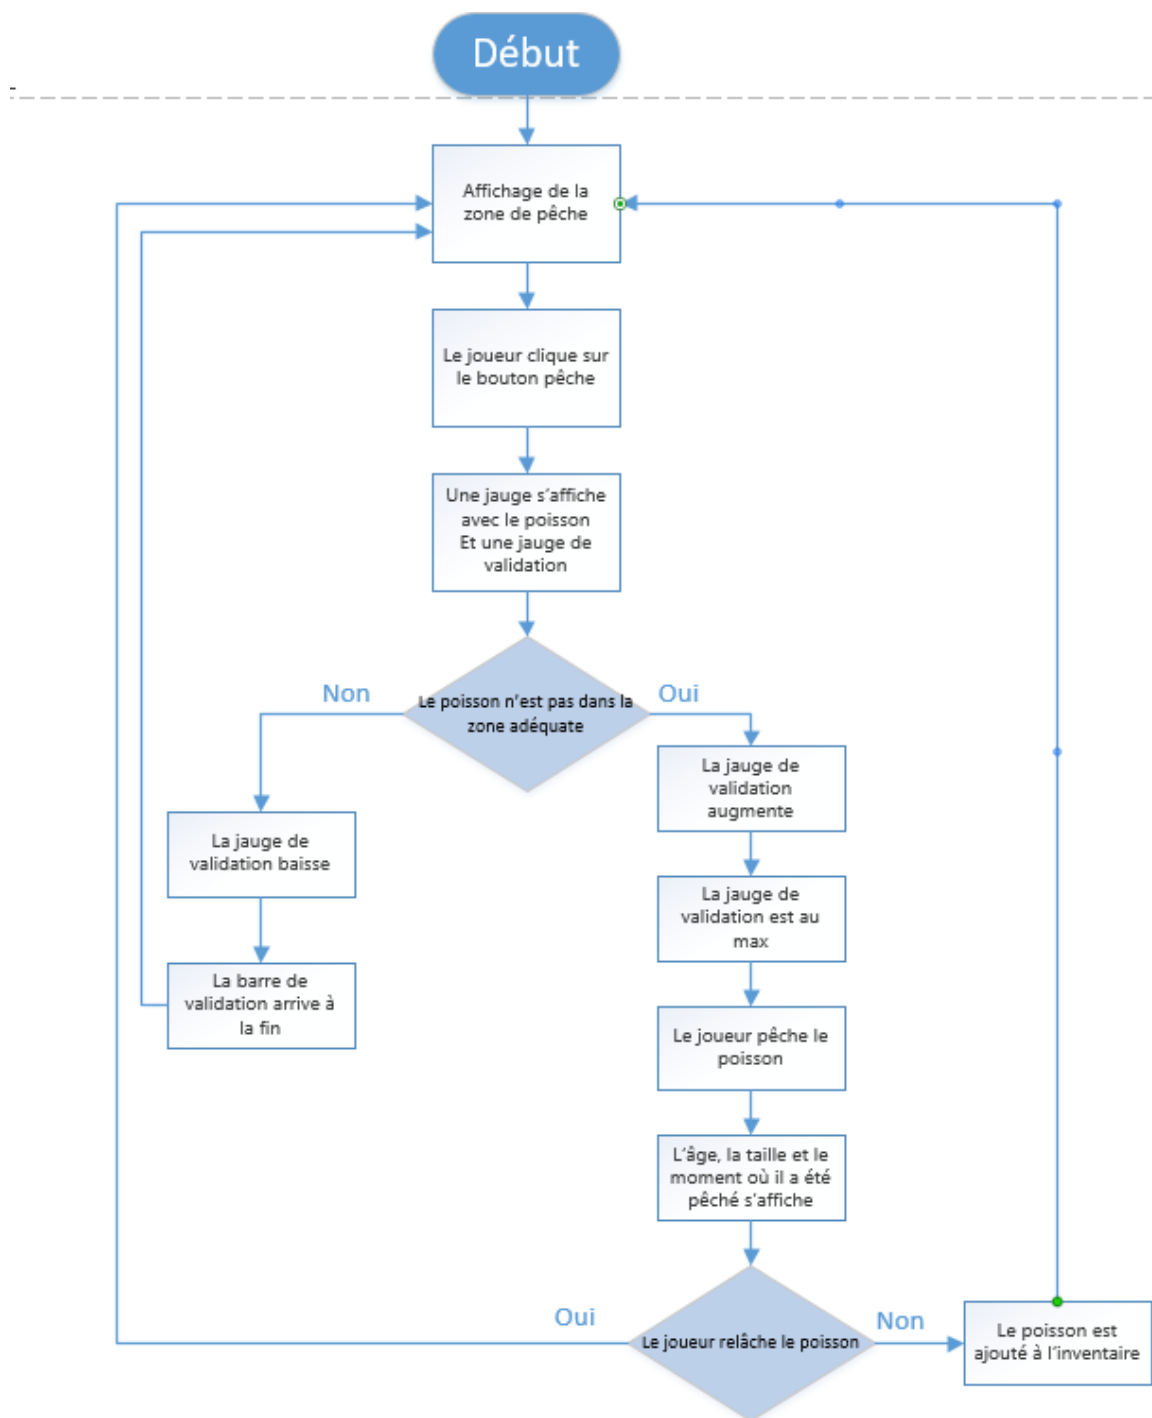 Début
Affichage de la
zone de pêche
Le joueur clique sur
le bouton pêche
Une jauge s'affiche
avec le poisson
Et une jauge de
validation
Non
Le poisson n'est pas dans la
zone adéquate
Oui
La jauge de
validation
augmente
La jauge de
validation baisse
La jauge de
validation est au
max
La barre de
validation arrive à
la fin
Le joueur pêche le
poisson
L'âge, la taille et le
moment où il a été
pêché s'affiche
Oui
Le joueur relâche le poisson
Non
Le poisson est
ajouté à l'inventaire